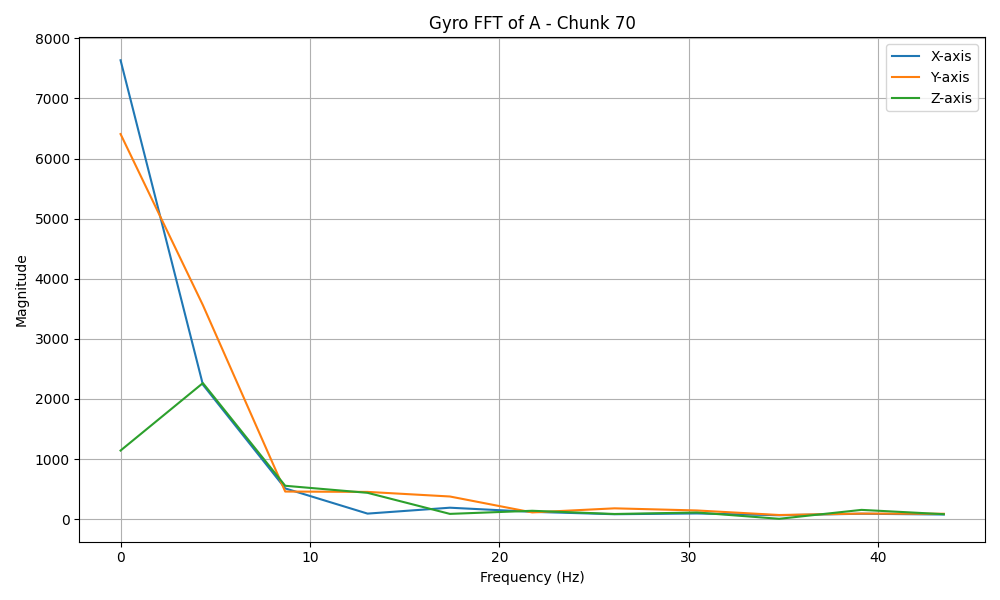 Gyro FFT of A - Chunk 70
X-axis
Y-axis
Z-axis
Magnitude
8000
7000
6000
5000
4000
3000
2000
1000
0
0 10 20 30 40
Frequency (Hz)